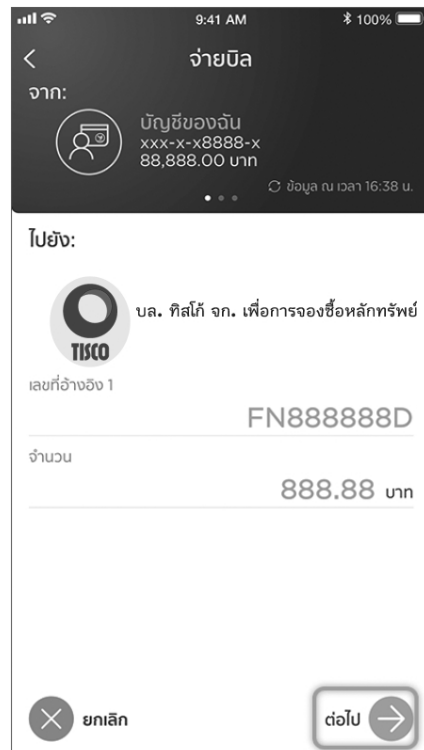 9:41 AM
100%
จ่ายบิล
จาก:
บัญชีของฉัน
xxx-x-x8888-x
88,888.00 บาท
ข้อมูล ณ เวลา 16:38 น.
ไปยัง:
บล. ทิสโก้ จก. เพื่อการจองซื้อหลักทรัพย์
TISCO
เลขที่อ้างอิง 1
FN888888D
จำนวน
888.88 บาท
ยกเลิก
ต่อไป